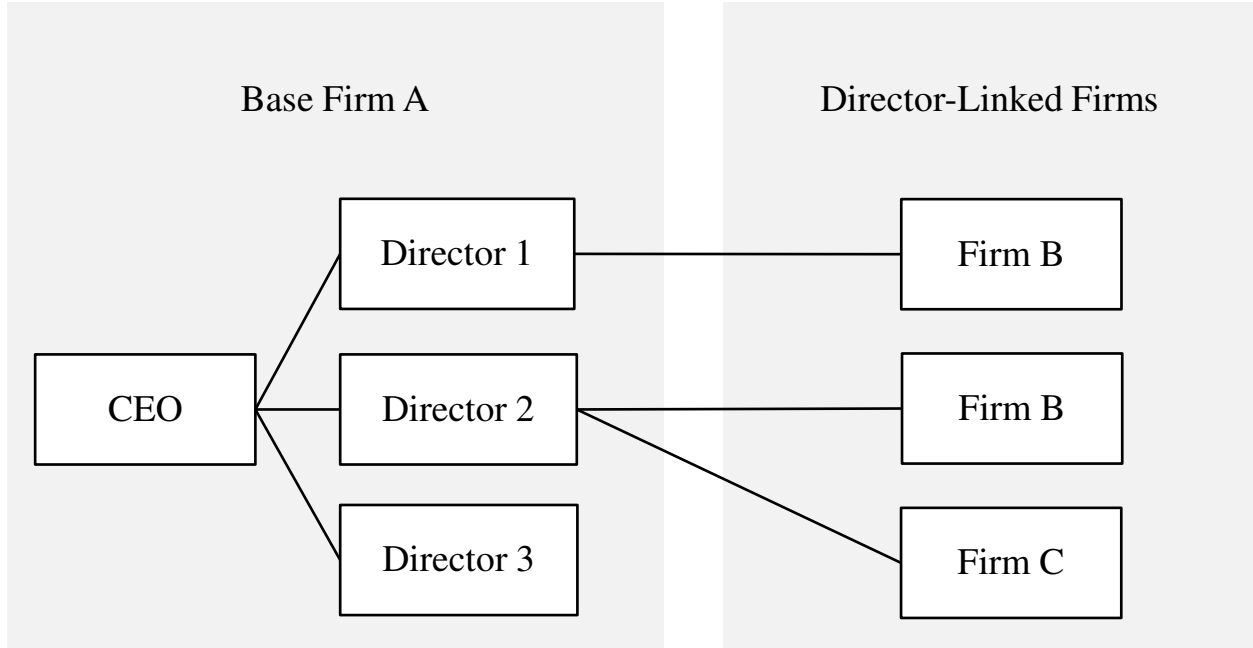 Base Firm A
Director-Linked Firms
Director 1
Firm B
CEO
Director 2
Firm B
Director 3
Firm C